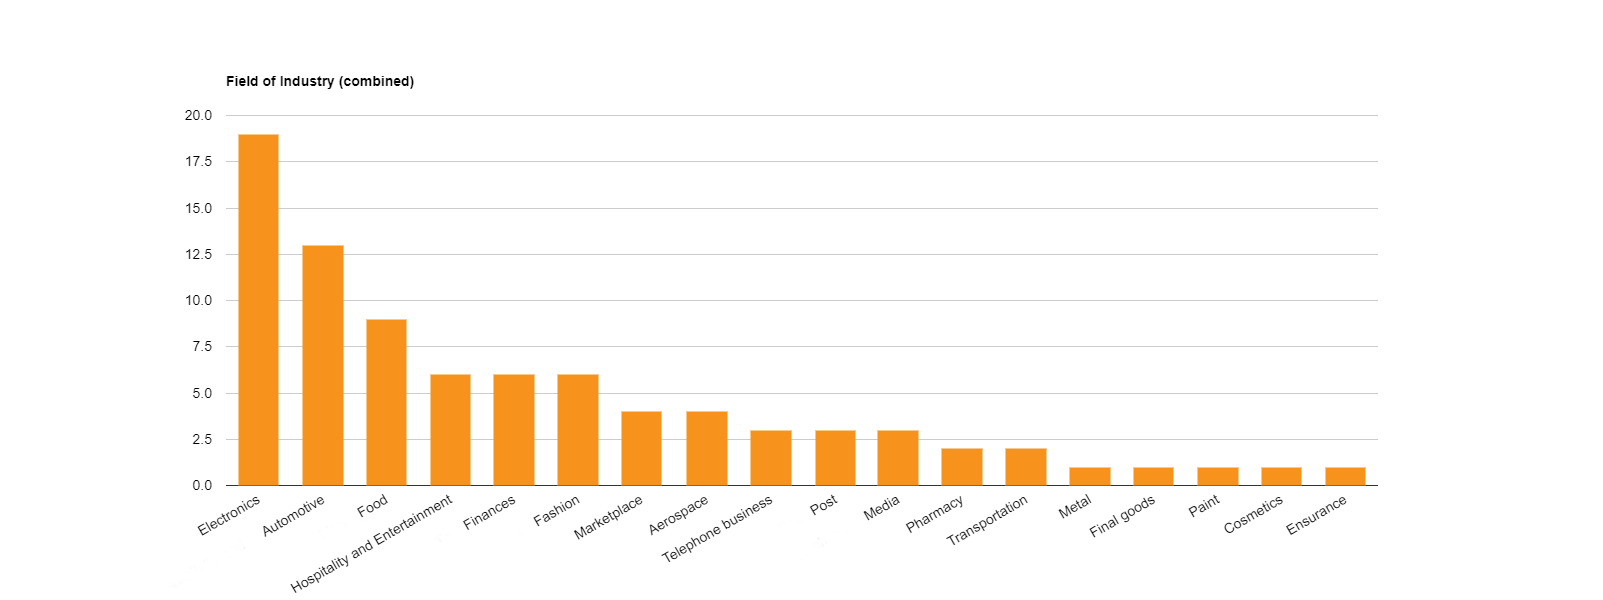 Field of Industry (combined)
20.0
17.5
15.0
12.5
10.0
7.5
5.0
2.5
0.0
Electronics
Automotive
Food
Hospitality and Entertainment
Finances
Fashion
Marketplace
Aerospace
Telephone business
Post
Media
Pharmacy
Transportation
Metal
Final goods
Paint
Cosmetics
Ensurance